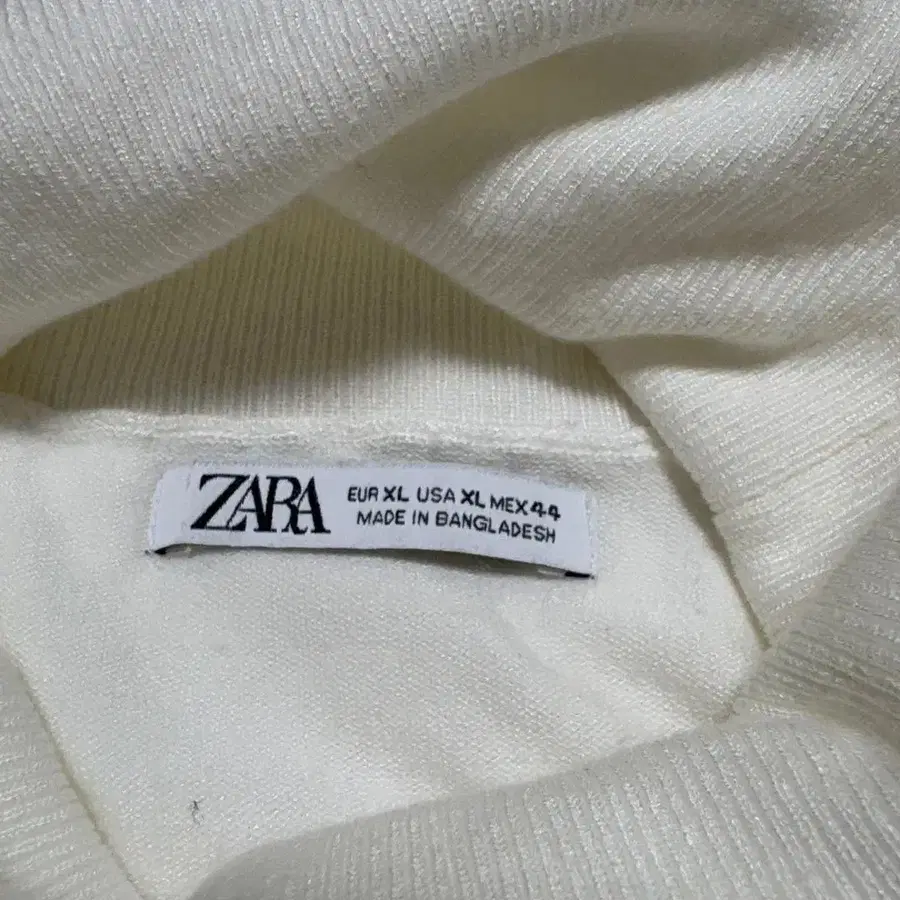 ZARA
EUR XL USA XL MEX 44
MADE IN BANGLADESH